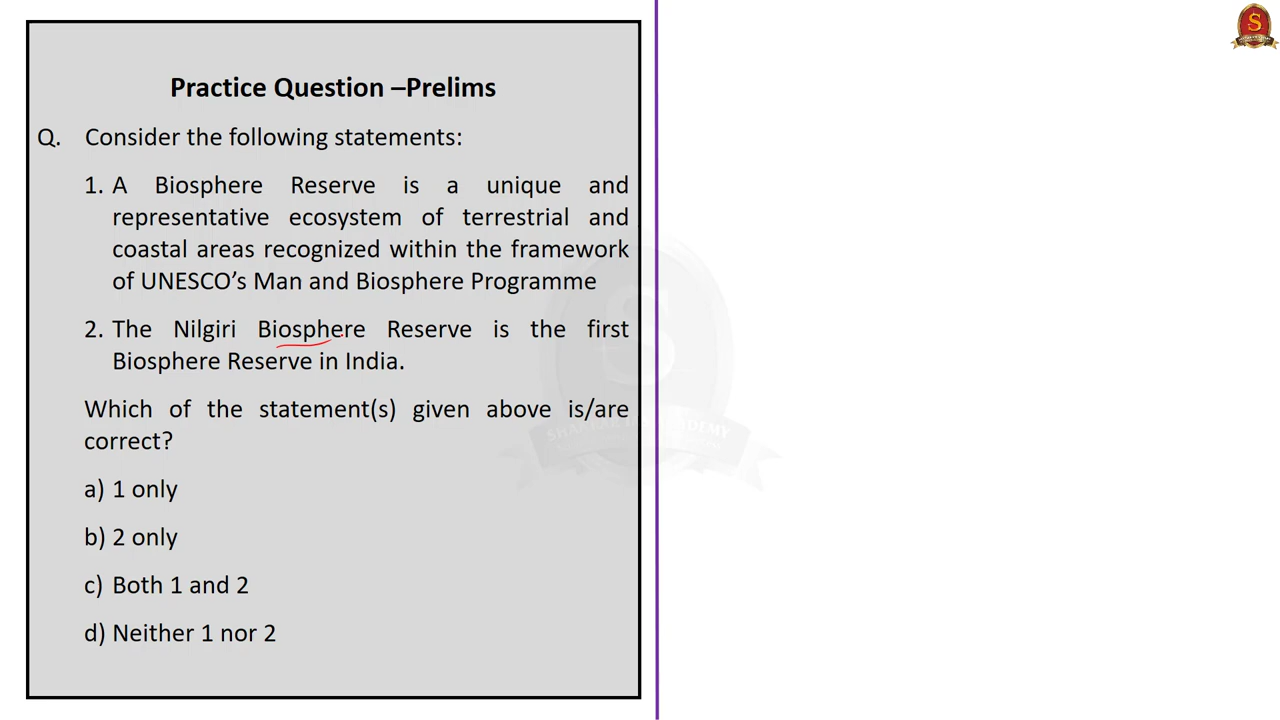 S
Practice Question –Prelims
Q. Consider the following statements:
1. A Biosphere Reserve is a unique and
representative ecosystem of terrestrial and
coastal areas recognized within the framework
of UNESCO’s Man and Biosphere Programme
2. The Nilgiri Biosphere Reserve is the first
Biosphere Reserve in India.
Which of the statement(s) given above is/are
correct?
a) 1 only
b) 2 only
c) Both 1 and 2
d) Neither 1 nor 2